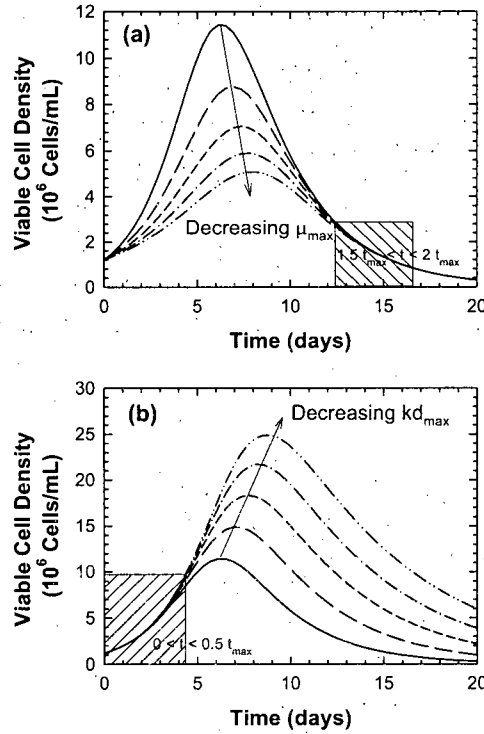 (a)
Viable Cell Density
(10⁶ Cells/mL)
12
10
8
6
4
2
0
Decreasing μmax
1.5 tmax < t < 2 tmax
0 5 10 15 20
Time (days)
(b)
Viable Cell Density
(10⁶ Cells/mL)
30
25
20
15
10
5
0
Decreasing kdmax
0 < t < 0.5 tmax
0 5 10 15 20
Time (days)